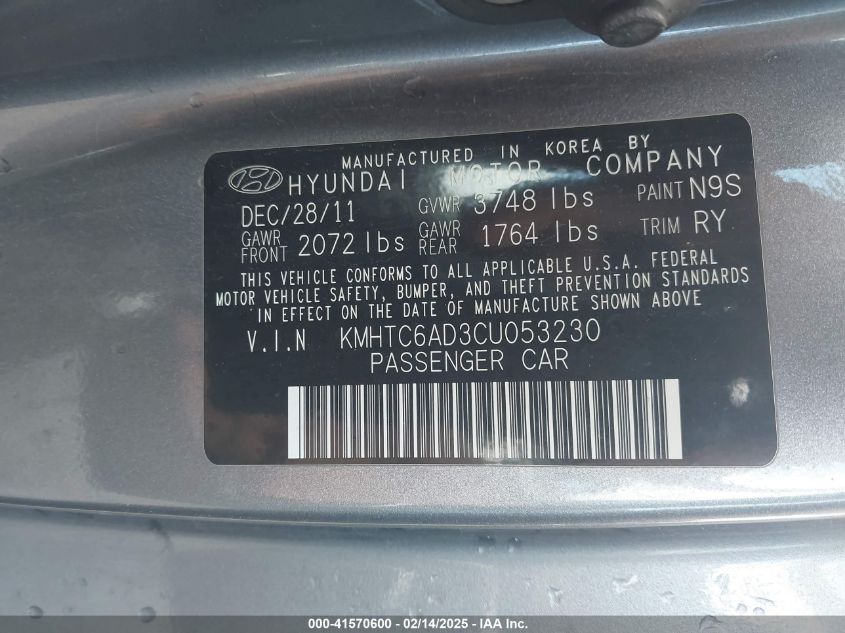 MANUFACTURED IN KOREA BY
HYUNDAI MOTOR COMPANY
DEC/28/11 GVWR 3748 lbs PAINT N9S
GAWR FRONT 2072 lbs GAWR REAR 1764 lbs TRIM RY
THIS VEHICLE CONFORMS TO ALL APPLICABLE U.S.A. FEDERAL
MOTOR VEHICLE SAFETY, BUMPER, AND THEFT PREVENTION STANDARDS
IN EFFECT ON THE DATE OF MANUFACTURE SHOWN ABOVE
V.I.N KMHTC6AD3CU053230
PASSENGER CAR
000-41570600 - 02/14/2025 - IAA Inc.